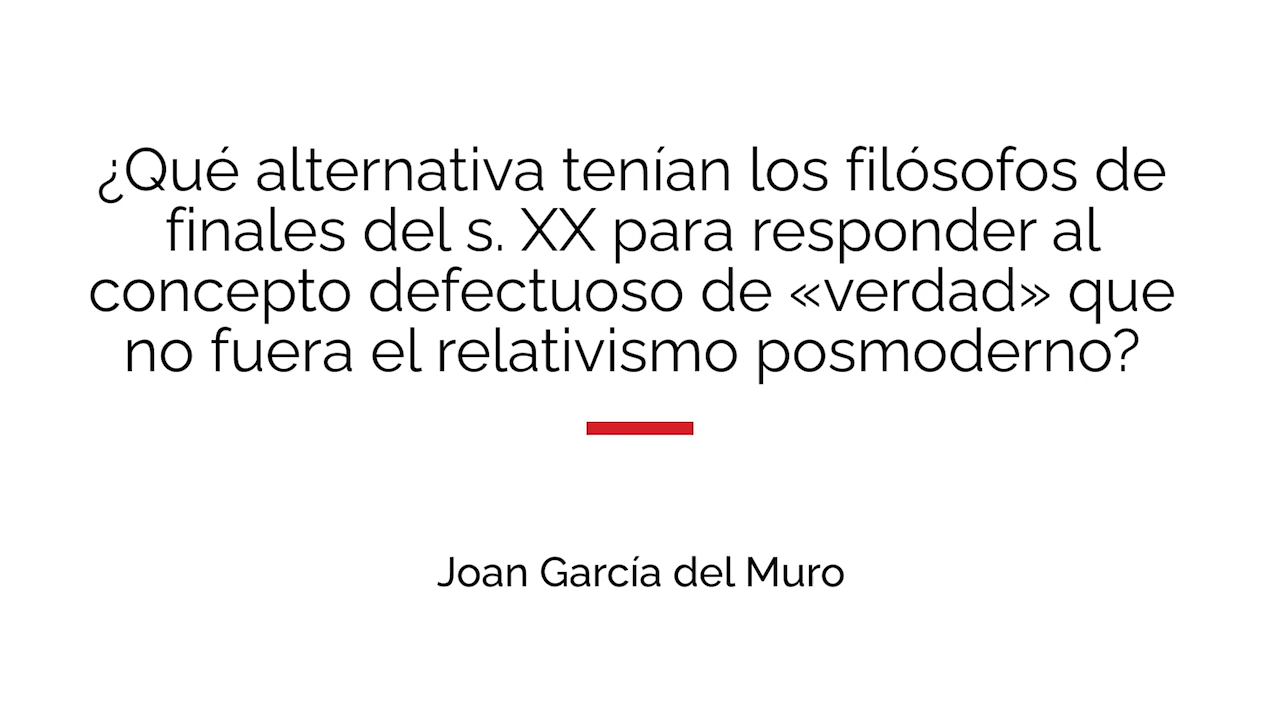 ¿Qué alternativa tenían los filósofos de
finales del s. XX para responder al
concepto defectuoso de «verdad» que
no fuera el relativismo posmoderno?
Joan García del Muro